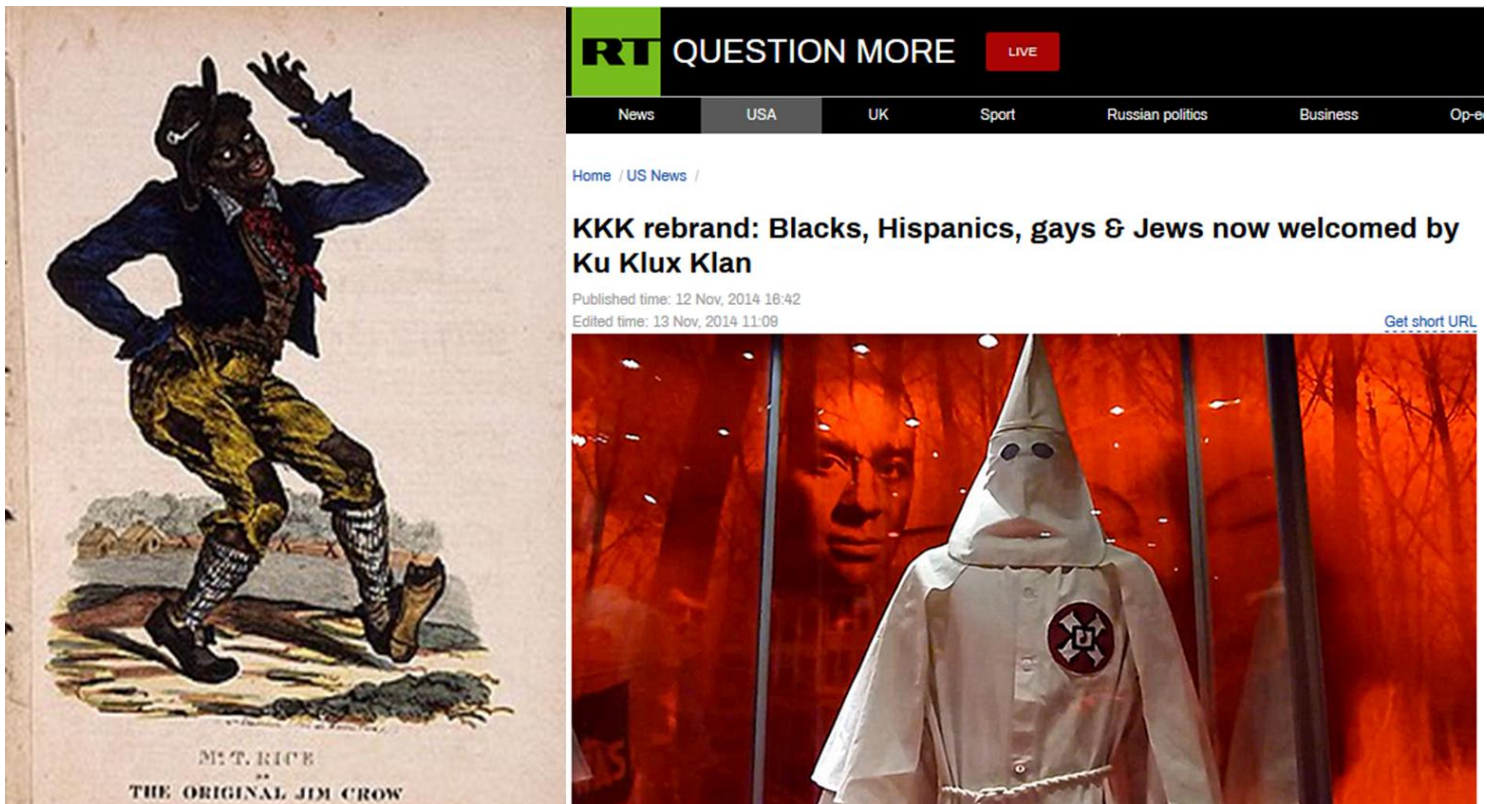 Mr. T. RICE
THE ORIGINAL JIM CROW
RT QUESTION MORE LIVE
News USA UK Sport Russian politics Business
Home / US News /
KKK rebrand: Blacks, Hispanics, gays & Jews now welcomed by
Ku Klux Klan
Published time: 12 Nov, 2014 16:42
Edited time: 13 Nov, 2014 11:09
Get short URL